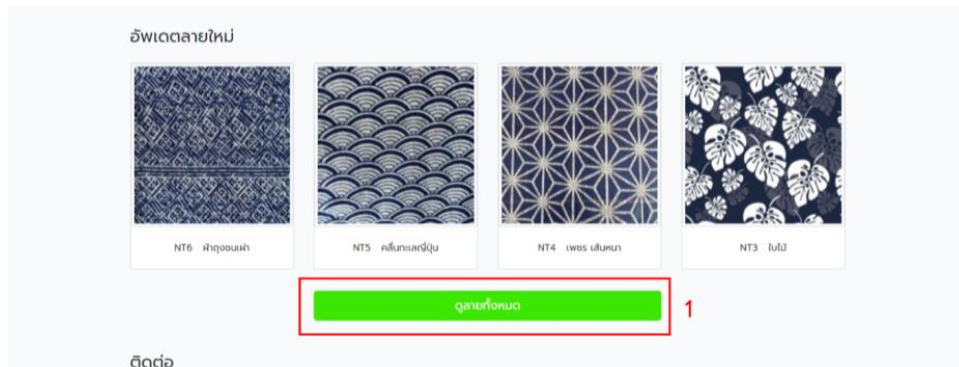 อัพเดตลายใหม่
NT6 ผ้าถุงชนเผ่า
NT5 คลื่นทะเลญี่ปุ่น
NT4 เพชร เส้นหนา
NT3 ใบไม้
ดูลายทั้งหมด
1
ติดต่อ